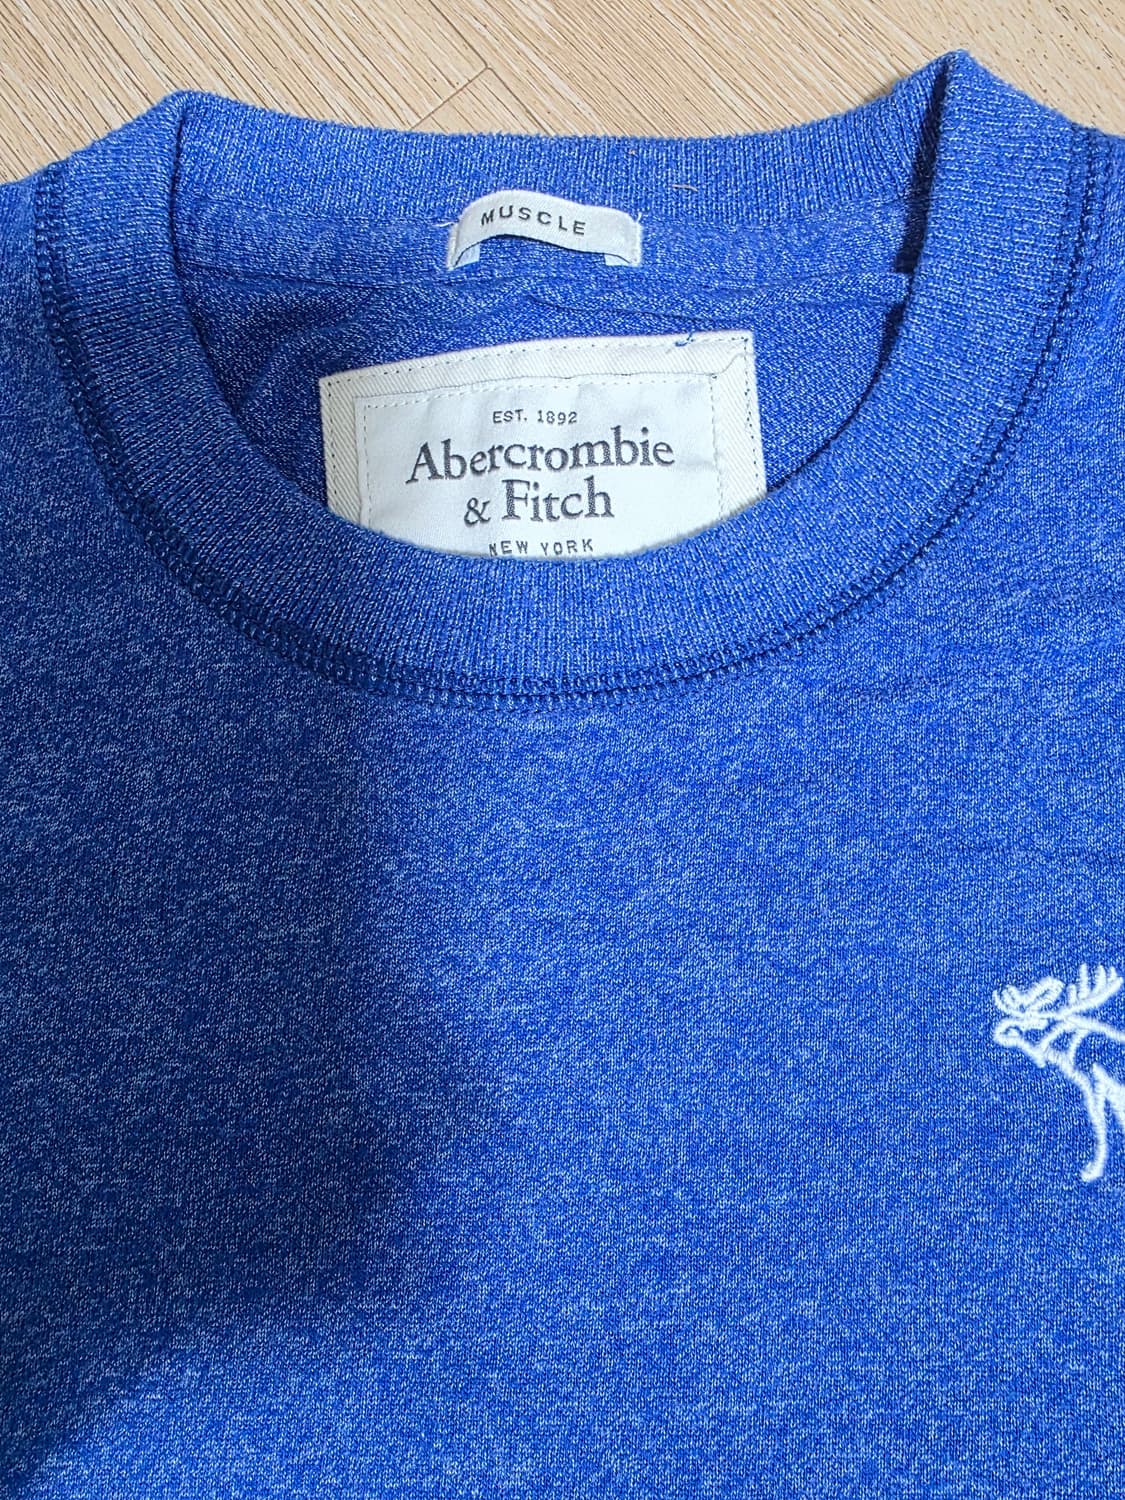 MUSCLE
EST. 1892
Abercrombie
& Fitch
NEW YORK